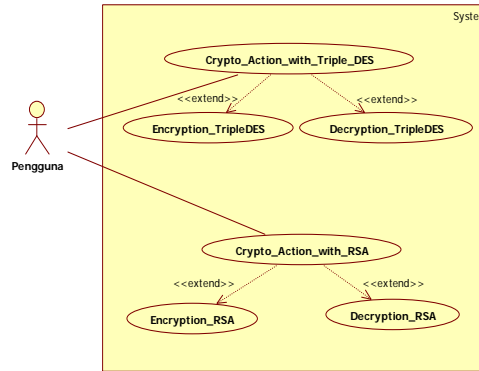 Syste
Crypto_Action_with_Triple_DES
<<extend>> <<extend>>
Encryption_TripleDES Decryption_TripleDES
Pengguna
Crypto_Action_with_RSA
<<extend>> <<extend>>
Encryption_RSA Decryption_RSA